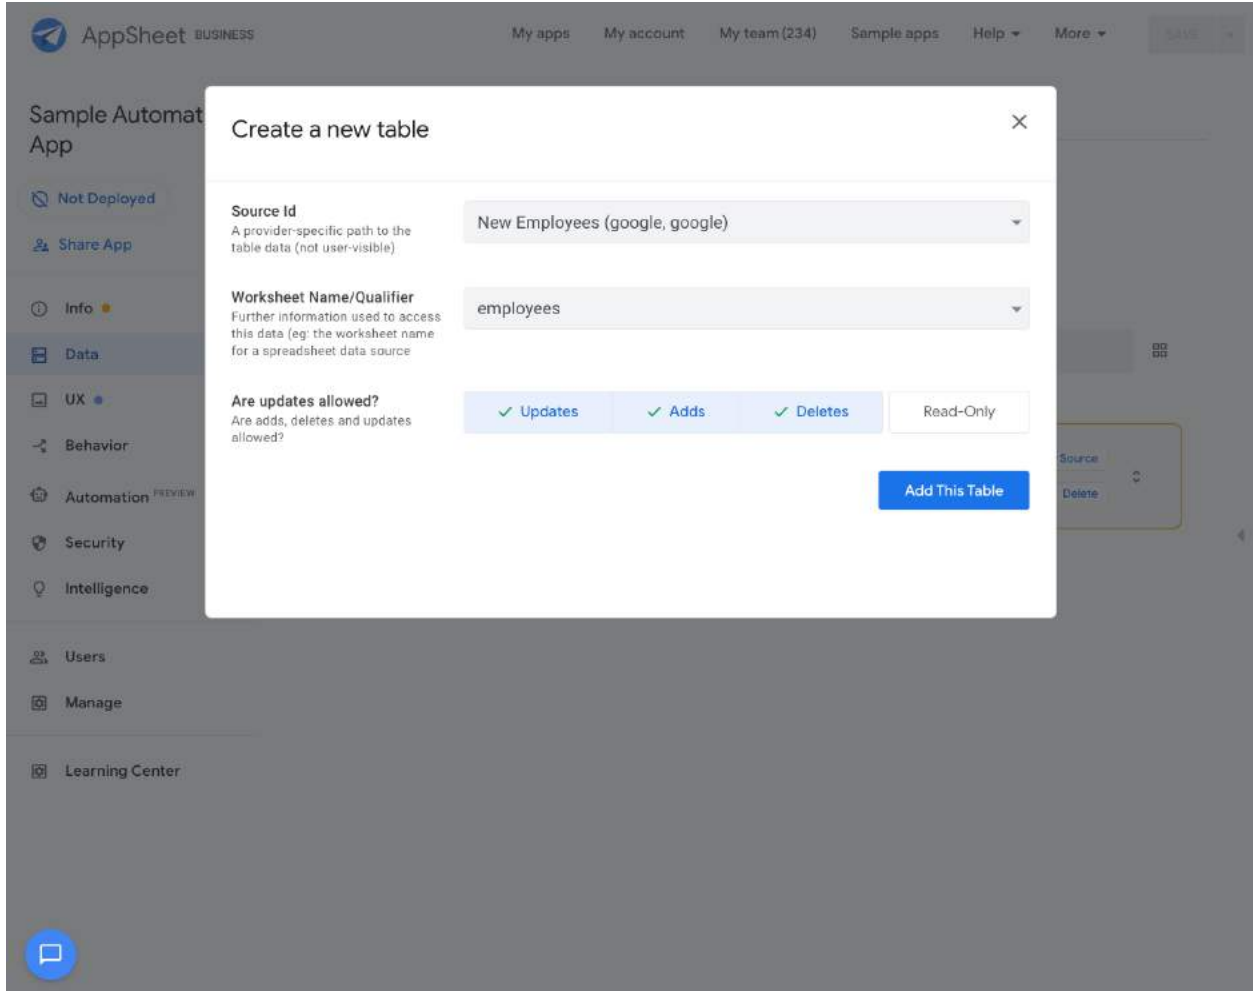 AppSheet BUSINESS
My apps
My account
My team (234)
Sample apps
Help
More
SAVE
Sample Automat
App
Not Deployed
Share App
Info
Data
UX
Behavior
Automation PREVIEW
Security
Intelligence
Users
Manage
Learning Center
Create a new table
Source Id
A provider-specific path to the
table data (not user-visible)
New Employees (google, google)
Worksheet Name/Qualifier
Further information used to access
this data (eg: the worksheet name
for a spreadsheet data source
employees
Are updates allowed?
Are adds, deletes and updates
allowed?
Updates
Adds
Deletes
Read-Only
Add This Table
Source
Delete